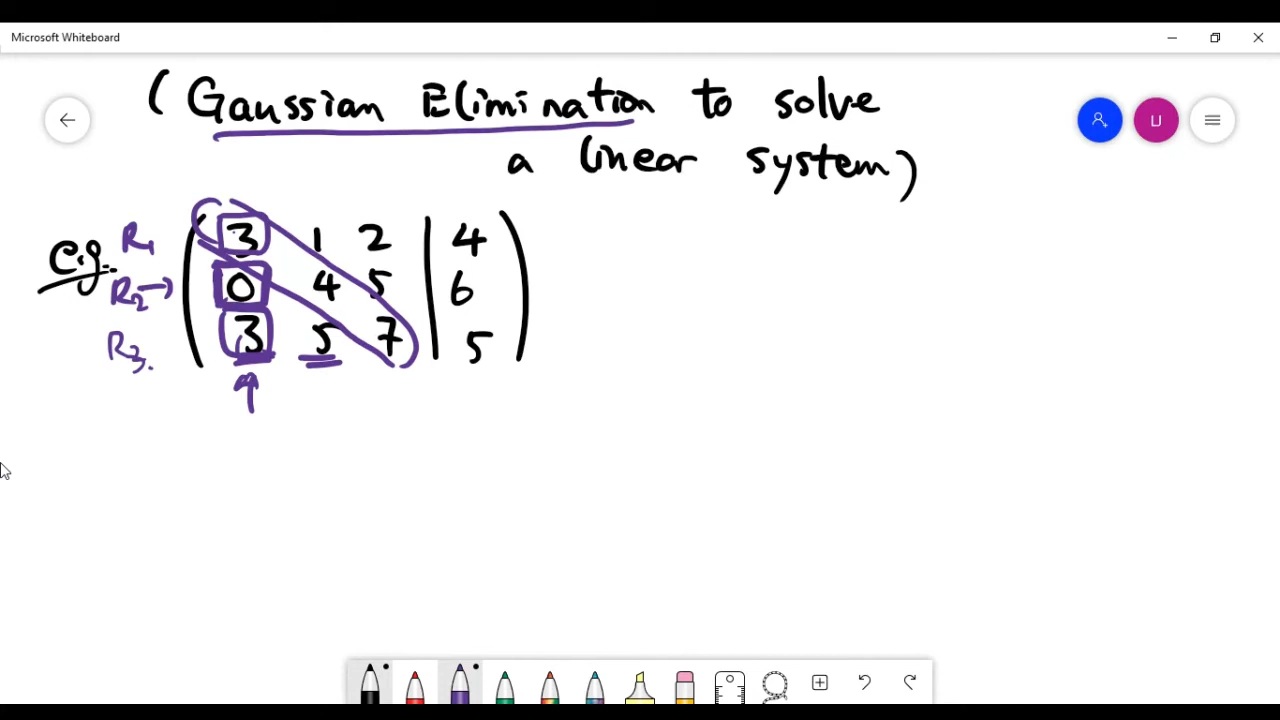 Microsoft Whiteboard
( Gaussian Elimination to solve
a linear system )
e.g. R1 3 1 2 | 4
R2 → 0 4 5 | 6
R3. 3 5 7 | 5
U